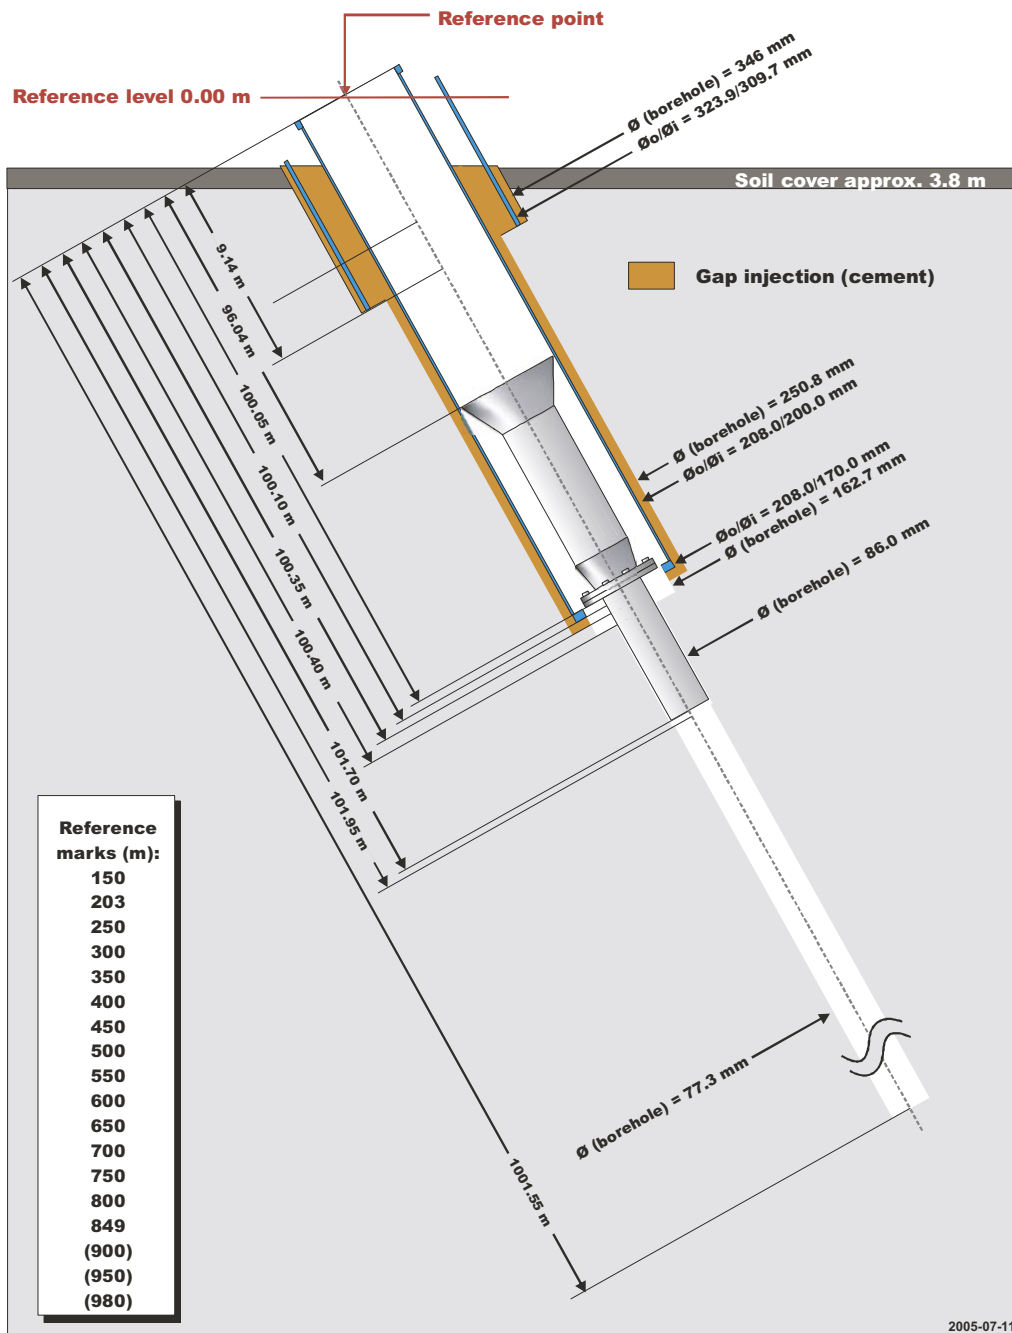 Reference point
Reference level 0.00 m
Ø (borehole) = 346 mm
Øo/Øi = 323.9/309.7 mm
Soil cover approx. 3.8 m
Gap injection (cement)
9.14 m
96.04 m
100.05 m
100.10 m
100.35 m
100.40 m
101.70 m
101.95 m
1001.55 m
Ø (borehole) = 250.8 mm
Øo/Øi = 208.0/200.0 mm
Øo/Øi = 208.0/170.0 mm
Ø (borehole) = 162.7 mm
Ø (borehole) = 86.0 mm
Ø (borehole) = 77.3 mm
Reference
marks (m):
150
203
250
300
350
400
450
500
550
600
650
700
750
800
849
(900)
(950)
(980)
2005-07-11